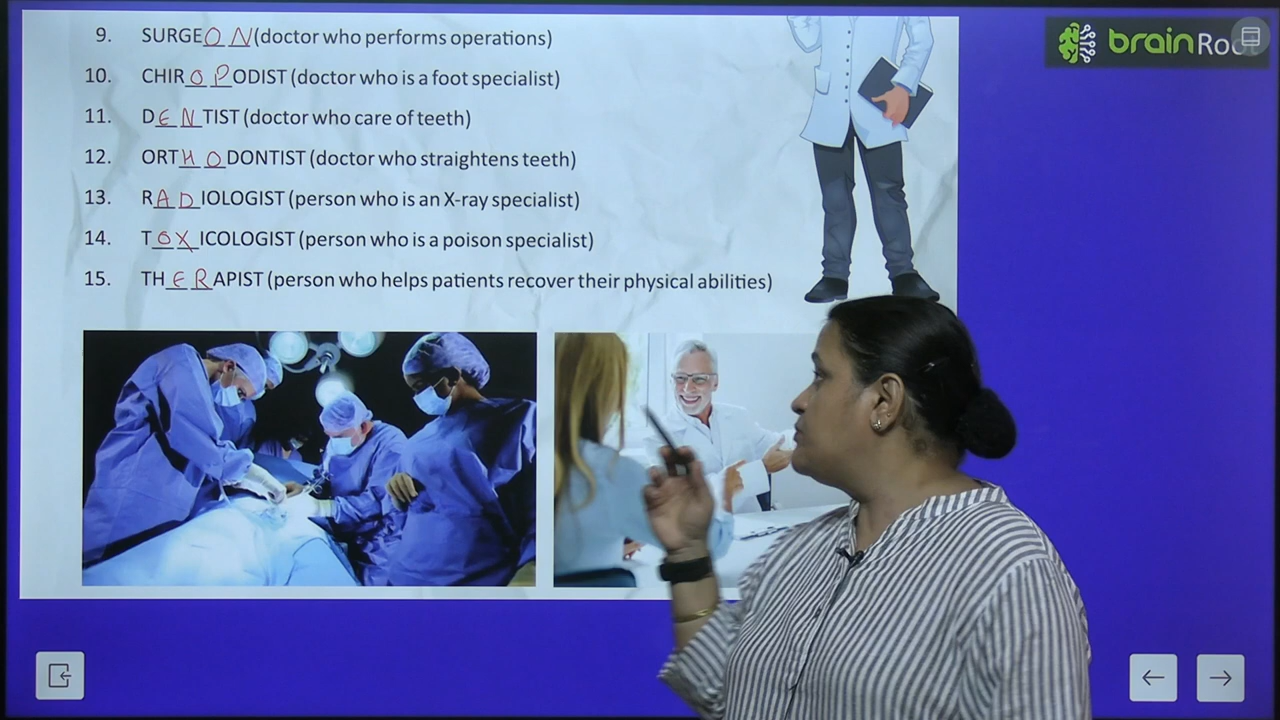 9. SURGEON (doctor who performs operations)
brainRo
10. CHIROPODIST (doctor who is a foot specialist)
11. DENTIST (doctor who care of teeth)
12. ORTHODONTIST (doctor who straightens teeth)
13. RADIOLOGIST (person who is an X-ray specialist)
14. TOXICOLOGIST (person who is a poison specialist)
15. THERAPIST (person who helps patients recover their physical abilities)